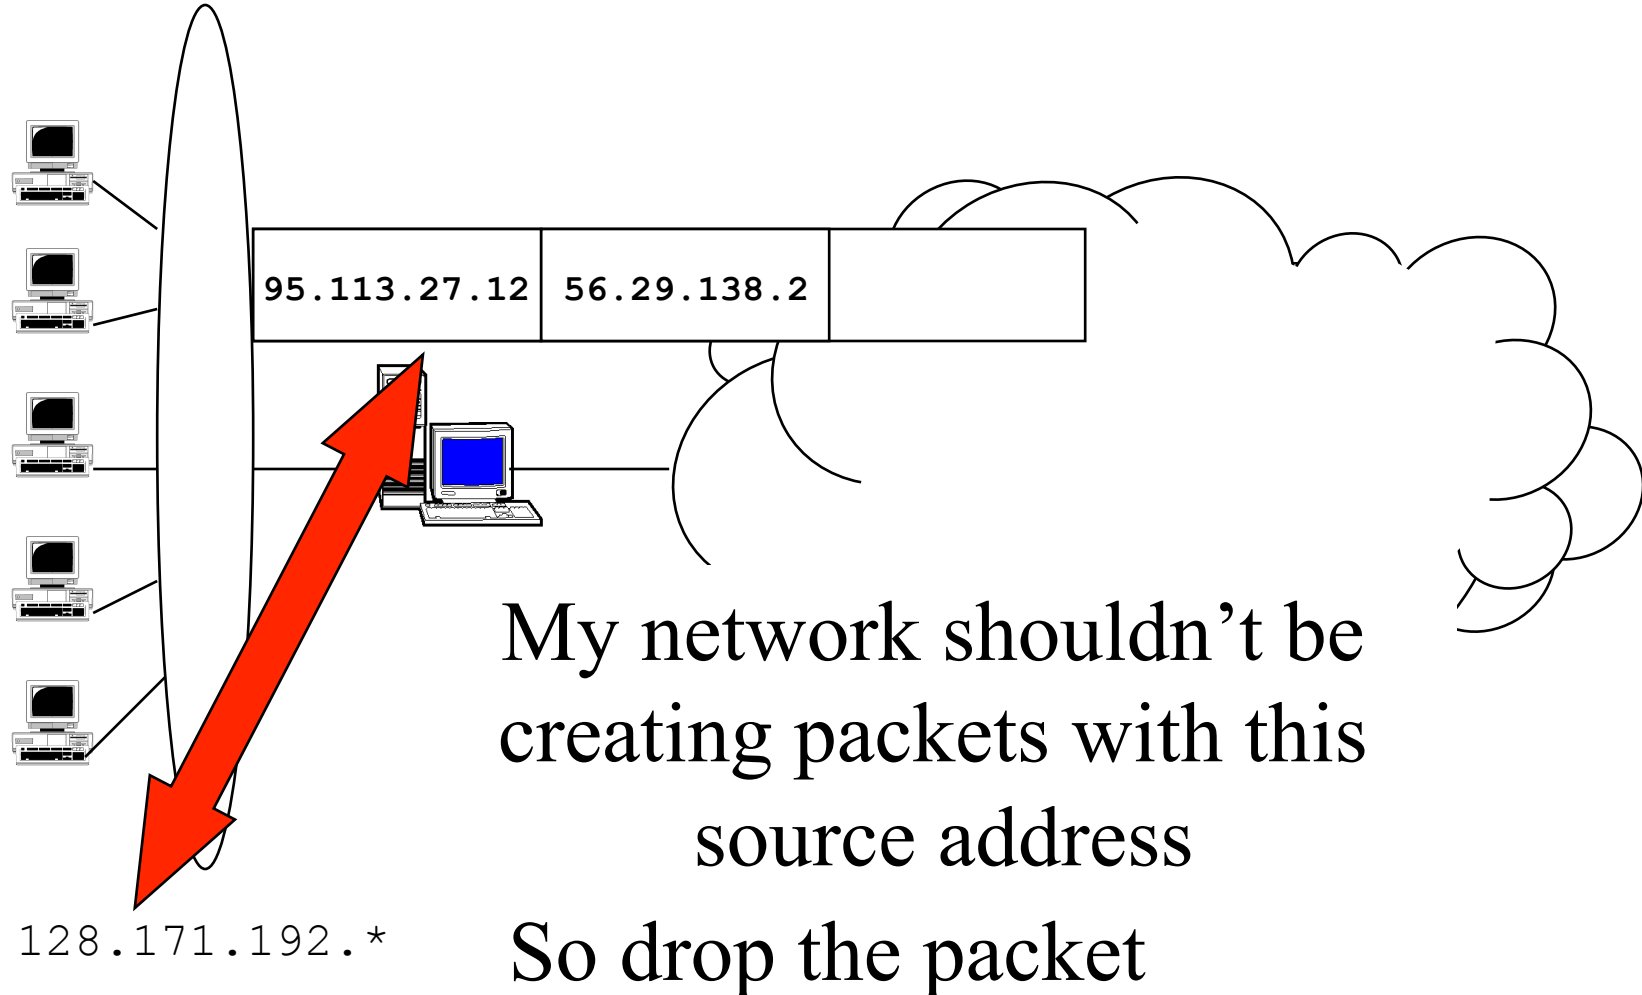 95.113.27.12 56.29.138.2
My network shouldn’t be
creating packets with this
source address
128.171.192.*
So drop the packet